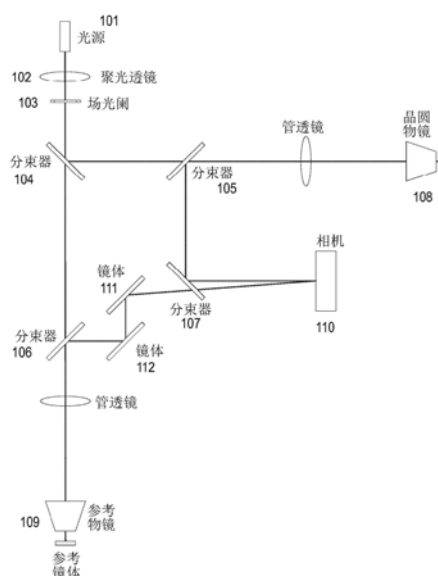 101
光源
102
聚光透镜
103
场光阑
管透镜
晶圆
物镜
分束器
104
分束器
105
108
相机
镜体
111
分束器
107
110
分束器
106
镜体
112
管透镜
109
参考
物镜
参考
镜体